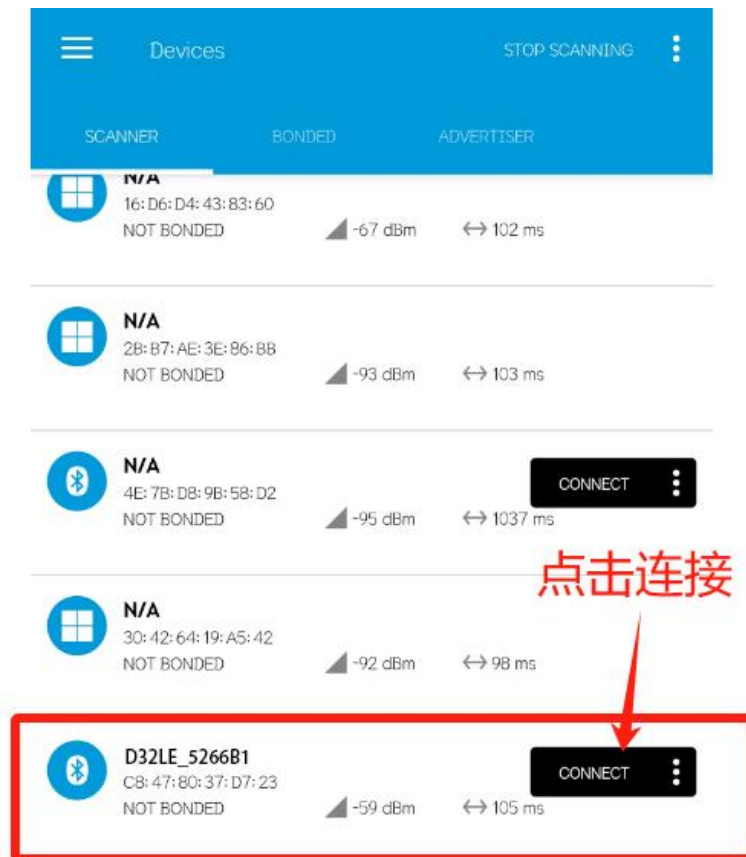 Devices
STOP SCANNING
SCANNER
BONDED
ADVERTISER
N/A
16:D6:D4:43:83:60
NOT BONDED
-67 dBm
102 ms
N/A
2B:B7:AE:3E:86:BB
NOT BONDED
-93 dBm
103 ms
N/A
4E:7B:D8:9B:58:D2
CONNECT
NOT BONDED
-95 dBm
1037 ms
点击连接
N/A
30:42:64:19:A5:42
NOT BONDED
-92 dBm
98 ms
D32LE_5266B1
C8:47:80:37:D7:23
CONNECT
NOT BONDED
-59 dBm
105 ms